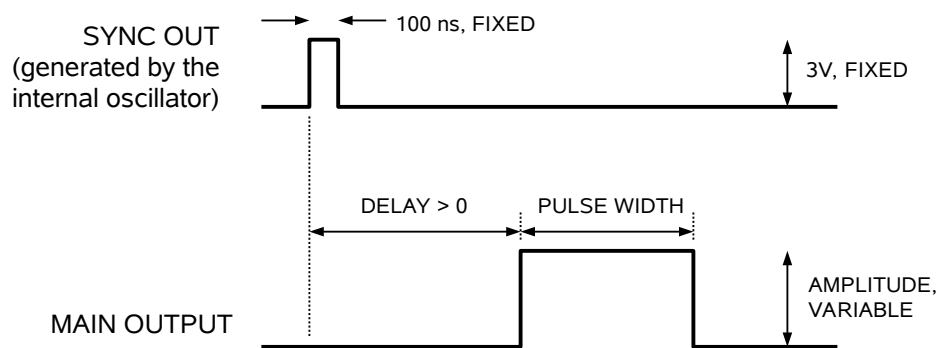 100 ns, FIXED
SYNC OUT
(generated by the
internal oscillator)
3V, FIXED
DELAY > 0
PULSE WIDTH
AMPLITUDE,
VARIABLE
MAIN OUTPUT